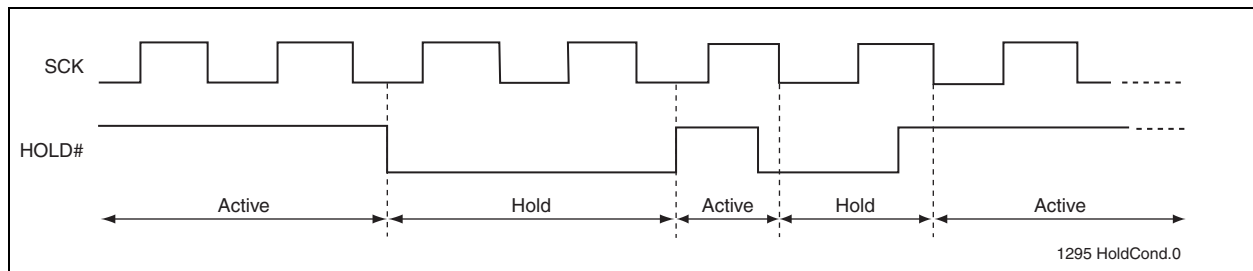 SCK
HOLD#
Active
Hold
Active
Hold
Active
1295 HoldCond.0